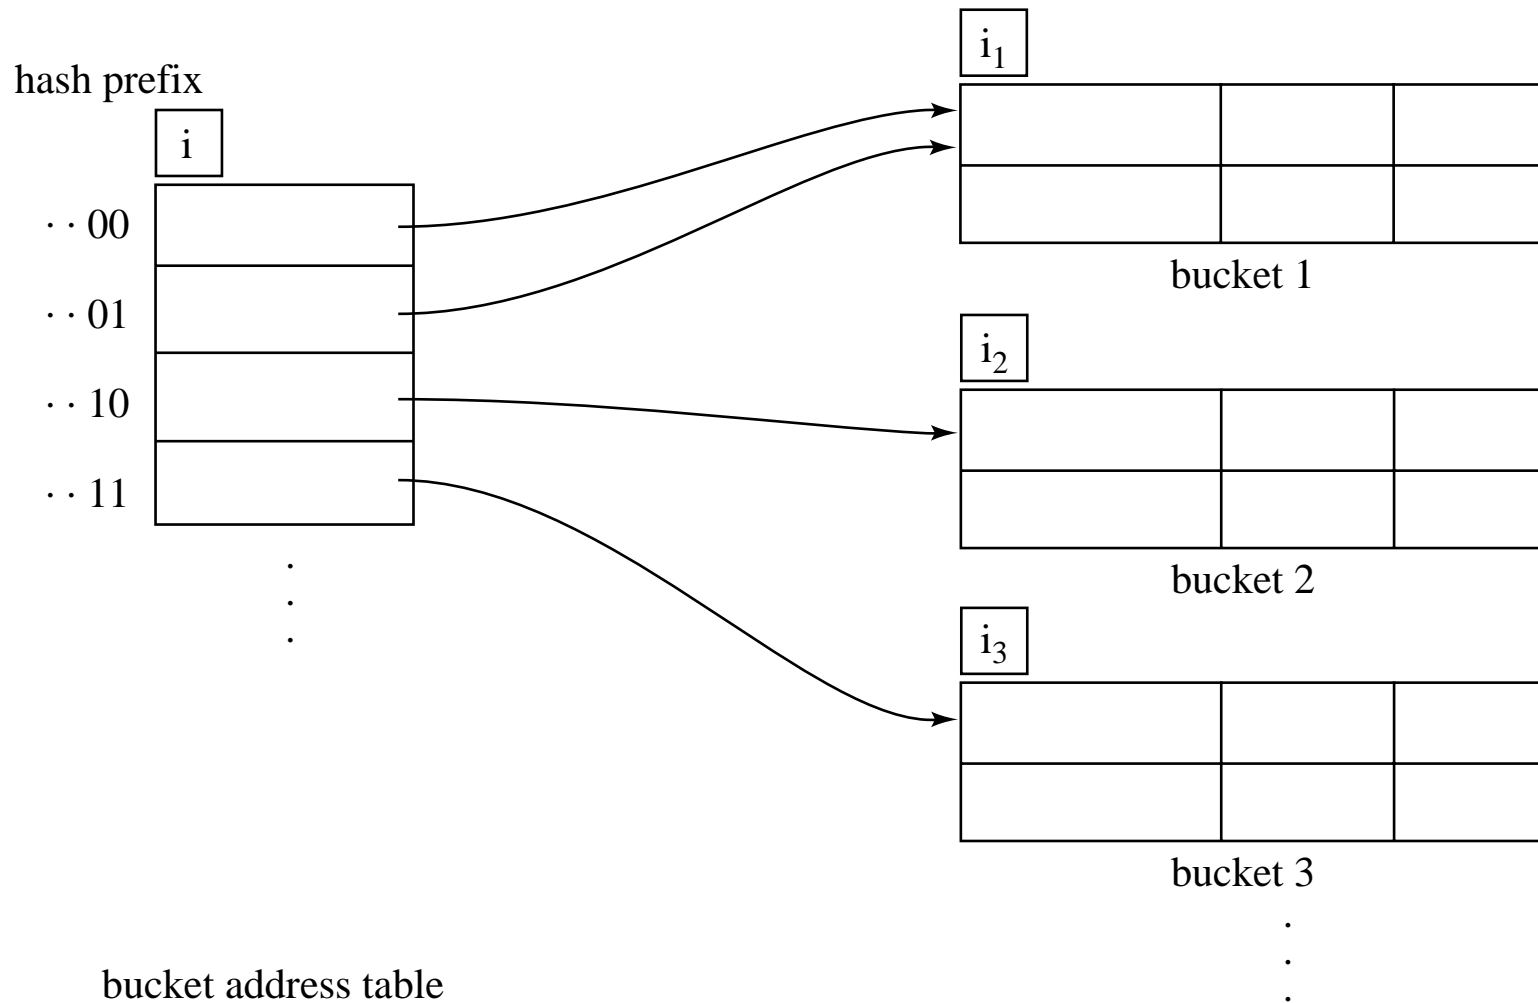 hash prefix
i
· · 00
· · 01
· · 10
· · 11
.
.
.
bucket address table
i₁
bucket 1
i₂
bucket 2
i₃
bucket 3
.
.
.